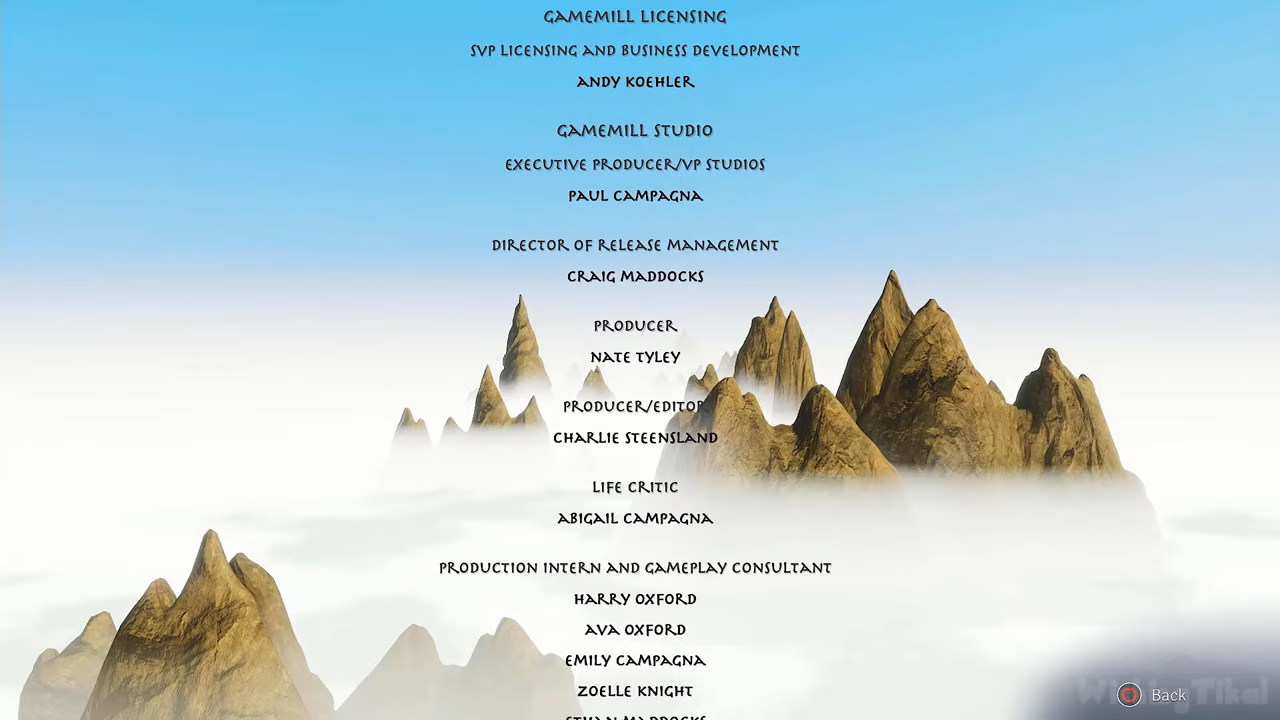 GAMEMILL LICENSING
SVP LICENSING AND BUSINESS DEVELOPMENT
ANDY KOEHLER
GAMEMILL STUDIO
EXECUTIVE PRODUCER/VP STUDIOS
PAUL CAMPAGNA
DIRECTOR OF RELEASE MANAGEMENT
CRAIG MADDOCKS
PRODUCER
NATE TYLEY
PRODUCER/EDITOR
CHARLIE STEENSLAND
LIFE CRITIC
ABIGAIL CAMPAGNA
PRODUCTION INTERN AND GAMEPLAY CONSULTANT
HARRY OXFORD
AVA OXFORD
EMILY CAMPAGNA
ZOELLE KNIGHT
MADDOCKS
Back